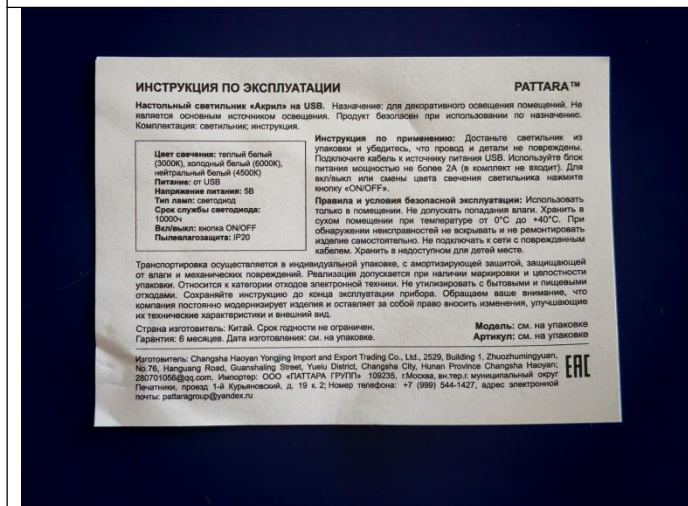 ИНСТРУКЦИЯ ПО ЭКСПЛУАТАЦИИ PATTARA™
Настольный светильник «Акрил» на USB. Назначение: для декоративного освещения помещений. Не
является основным источником освещения. Продукт безопасен при использовании по назначению.
Комплектация: светильник; инструкция.
Цвет свечения: теплый белый
(3000К), холодный белый (6000К),
нейтральный белый (4500К)
Питание: от USB
Напряжение питания: 5В
Тип ламп: светодиод
Срок службы светодиода:
10000ч
Вкл/выкл: кнопка ON/OFF
Пылевлагозащита: IP20
Инструкция по применению: Достаньте светильник из
упаковки и убедитесь, что провод и детали не повреждены.
Подключите кабель к источнику питания USB. Используйте блок
питания мощностью не более 2А (в комплект не входит). Для
вкл/выкл или смены цвета свечения светильника нажмите
кнопку «ON/OFF».
Правила и условия безопасной эксплуатации: Использовать
только в помещении. Не допускать попадания влаги. Хранить в
сухом помещении при температуре от 0°С до +40°С. При
обнаружении неисправностей не вскрывать и не ремонтировать
изделие самостоятельно. Не подключать к сети с поврежденным
кабелем. Хранить в недоступном для детей месте.
Транспортировка осуществляется в индивидуальной упаковке, с амортизирующей защитой, защищающей
от влаги и механических повреждений. Реализация допускается при наличии маркировки и целостности
упаковки. Относится к категории отходов электронной техники. Не утилизировать с бытовыми и пищевыми
отходами. Сохраняйте инструкцию до конца эксплуатации прибора. Обращаем ваше внимание, что
компания постоянно модернизирует изделия и оставляет за собой право вносить изменения, улучшающие
их технические характеристики и внешний вид.
Страна изготовитель: Китай. Срок годности не ограничен. Модель: см. на упаковке
Гарантия: 6 месяцев. Дата изготовления: см. на упаковке. Артикул: см. на упаковке
Изготовитель: Changsha Haoyan Yongjing Import and Export Trading Co., Ltd., 2529, Building 1, Zhuozhumingyuan,
No.76, Hanguang Road, Guanshaling Street, Yuelu District, Changsha City, Hunan Province Changsha Haoyan;
280701056@qq.com. Импортер: ООО «ПАТТАРА ГРУПП» 109235, г.Москва, вн.тер.г. муниципальный округ
Печатники, проезд 1-й Курьяновский, д. 19 к. 2; Номер телефона: +7 (999) 544-1427, адрес электронной
почты: pattaragroup@yandex.ru
EAC